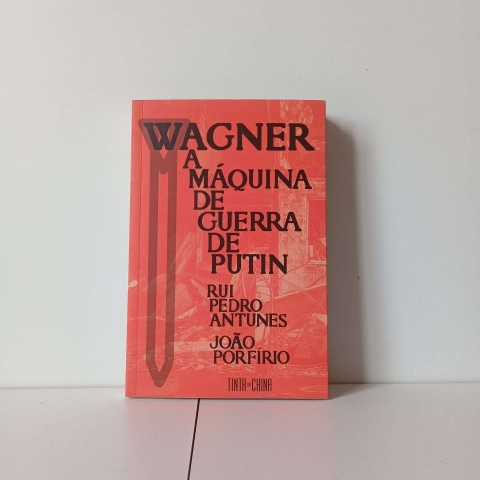 WAGNER
A
MÁQUINA
DE
GUERRA
DE
PUTIN
RUI
PEDRO
ANTUNES
JOÃO
PORFÍRIO
TINTA DA CHINA